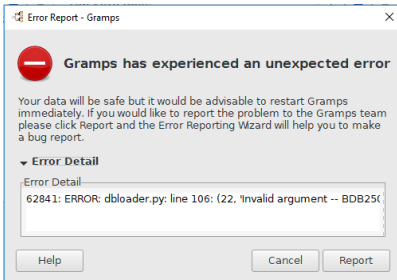 Error Report - Gramps
Gramps has experienced an unexpected error
Your data will be safe but it would be advisable to restart Gramps
immediately. If you would like to report the problem to the Gramps team
please click Report and the Error Reporting Wizard will help you to make
a bug report.
Error Detail
Error Detail
62841: ERROR: dbloader.py: line 106: (22, 'Invalid argument -- BDB250
Help
Cancel
Report